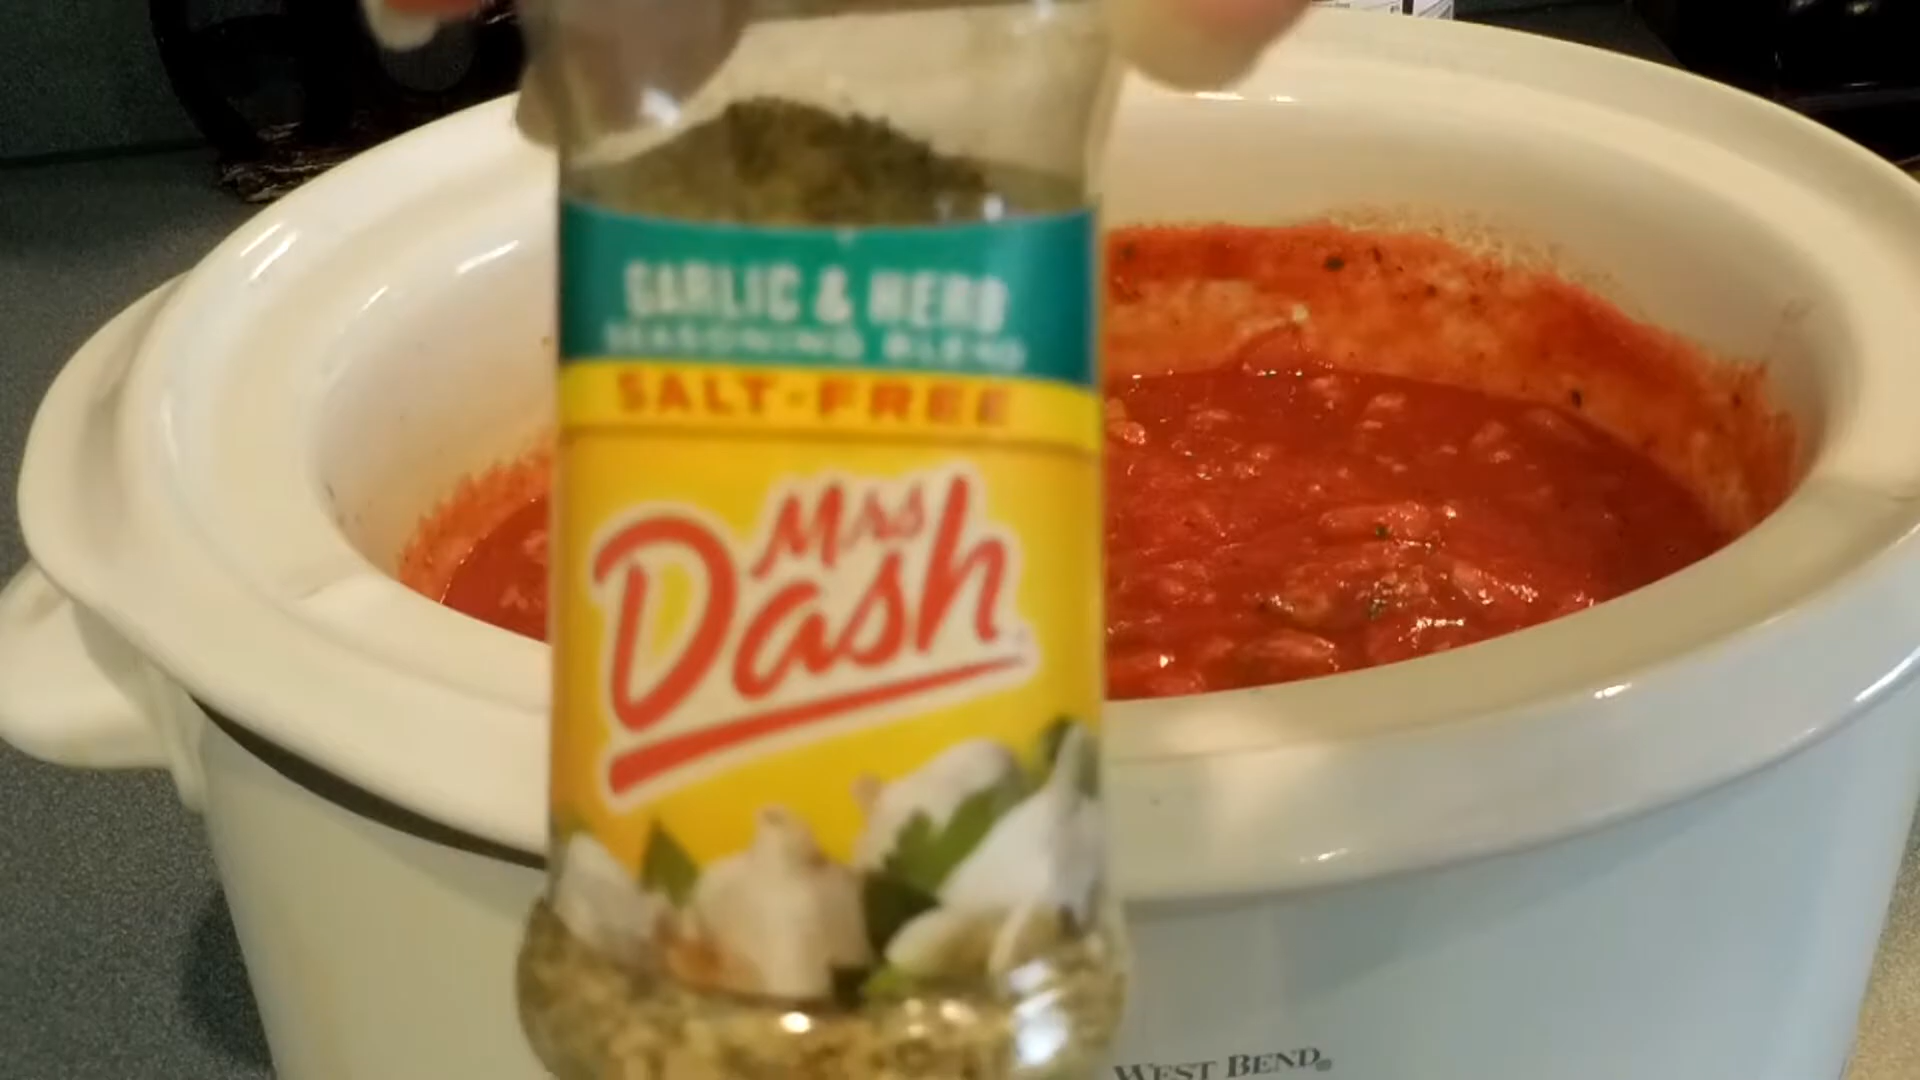 GARLIC & HERB
SEASONING BLEND
SALT-FREE
Mrs
Dash
WEST BEND®